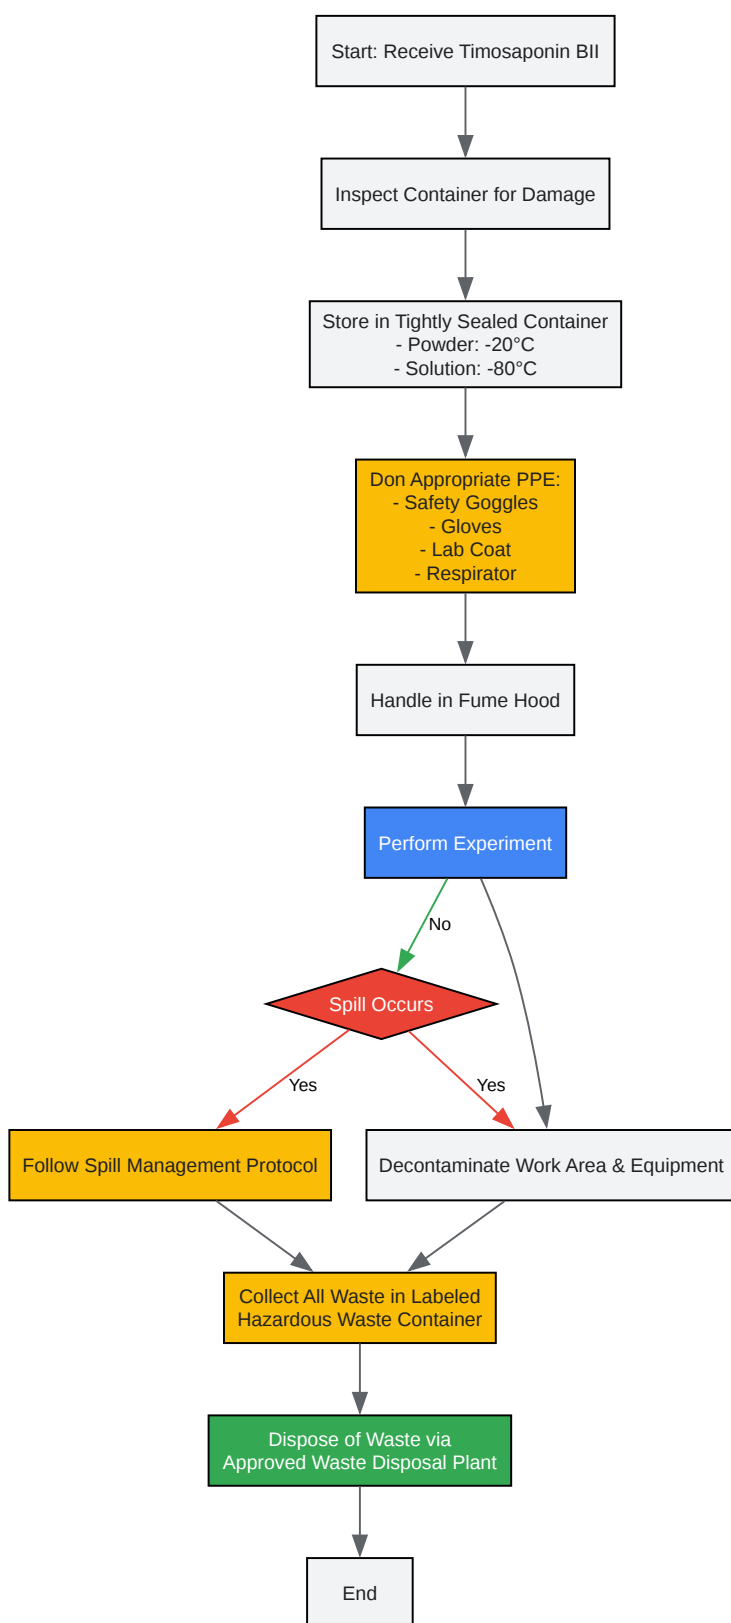 Start: Receive Timosaponin BII
Inspect Container for Damage
Store in Tightly Sealed Container
- Powder: -20°C
- Solution: -80°C
Don Appropriate PPE:
- Safety Goggles
- Gloves
- Lab Coat
- Respirator
Handle in Fume Hood
Perform Experiment
No
Spill Occurs
Yes
Yes
Follow Spill Management Protocol
Decontaminate Work Area & Equipment
Collect All Waste in Labeled
Hazardous Waste Container
Dispose of Waste via
Approved Waste Disposal Plant
End